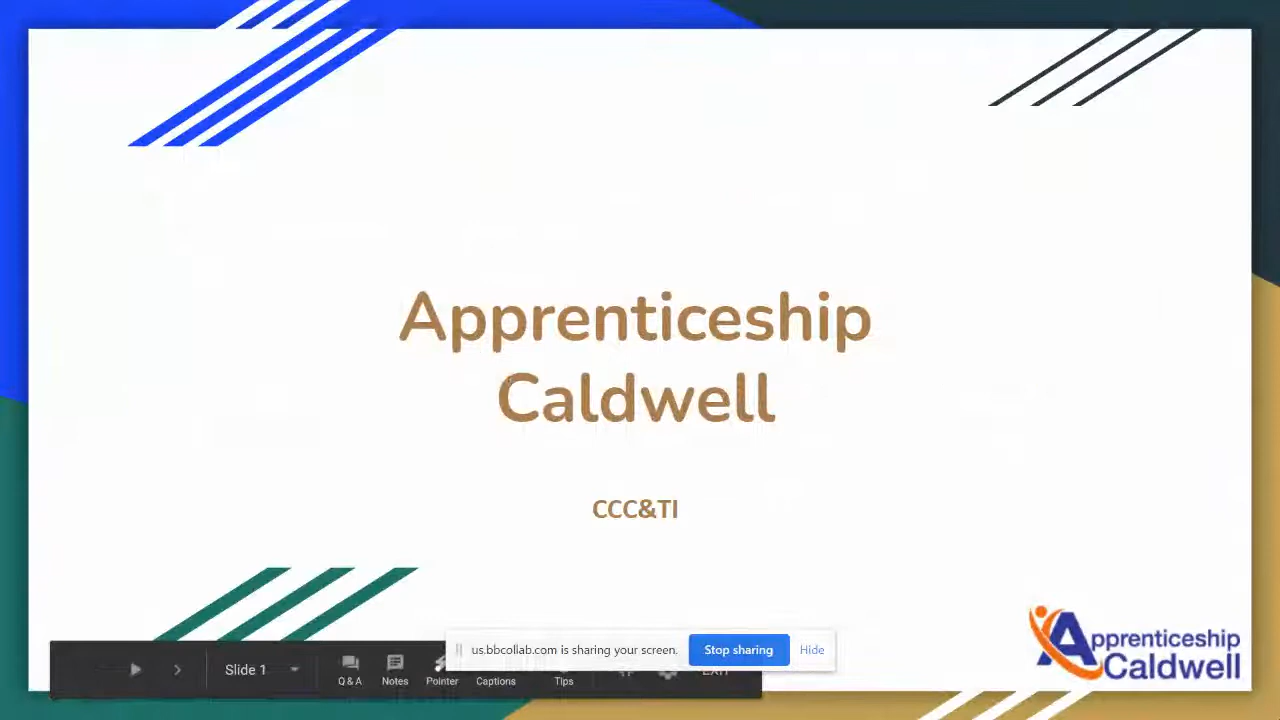 Apprenticeship
Caldwell
CCC&TI
Apprenticeship
Caldwell
us.bbcollab.com is sharing your screen.
Stop sharing
Hide
Slide 1
Q & A
Notes
Pointer
Captions
Tips
EXIT